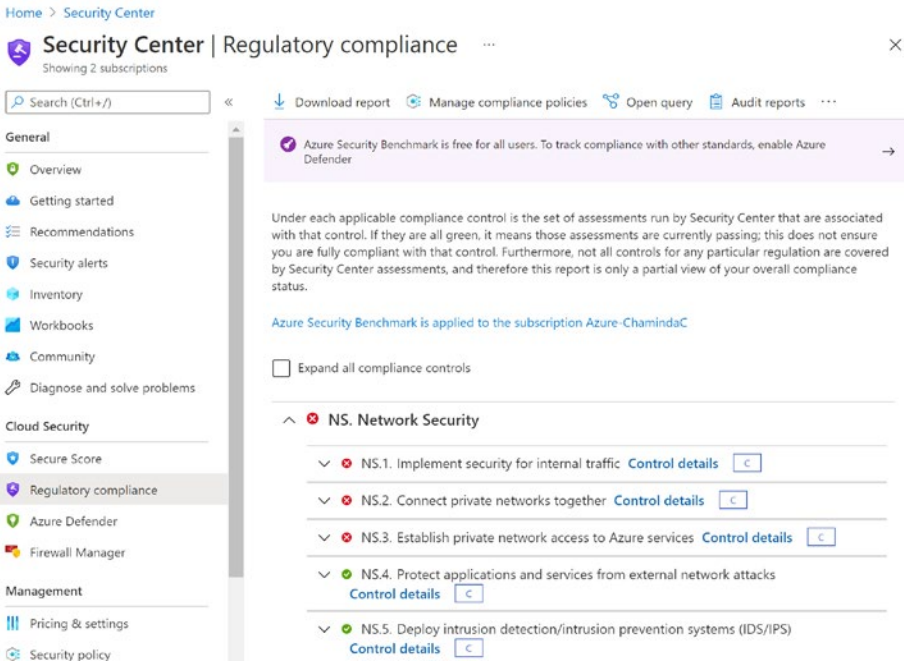 Home > Security Center
Security Center | Regulatory compliance ...
Showing 2 subscriptions
Search (Ctrl+/)
«
Download report
Manage compliance policies
Open query
Audit reports
...
General
Overview
Getting started
Recommendations
Security alerts
Inventory
Workbooks
Community
Diagnose and solve problems
Cloud Security
Secure Score
Regulatory compliance
Azure Defender
Firewall Manager
Management
Pricing & settings
Security policy
Azure Security Benchmark is free for all users. To track compliance with other standards, enable Azure
Defender
Under each applicable compliance control is the set of assessments run by Security Center that are associated
with that control. If they are all green, it means those assessments are currently passing; this does not ensure
you are fully compliant with that control. Furthermore, not all controls for any particular regulation are covered
by Security Center assessments, and therefore this report is only a partial view of your overall compliance
status.
Azure Security Benchmark is applied to the subscription Azure-ChamindaC
Expand all compliance controls
NS. Network Security
NS.1. Implement security for internal traffic Control details C
NS.2. Connect private networks together Control details C
NS.3. Establish private network access to Azure services Control details C
NS.4. Protect applications and services from external network attacks
Control details C
NS.5. Deploy intrusion detection/intrusion prevention systems (IDS/IPS)
Control details C